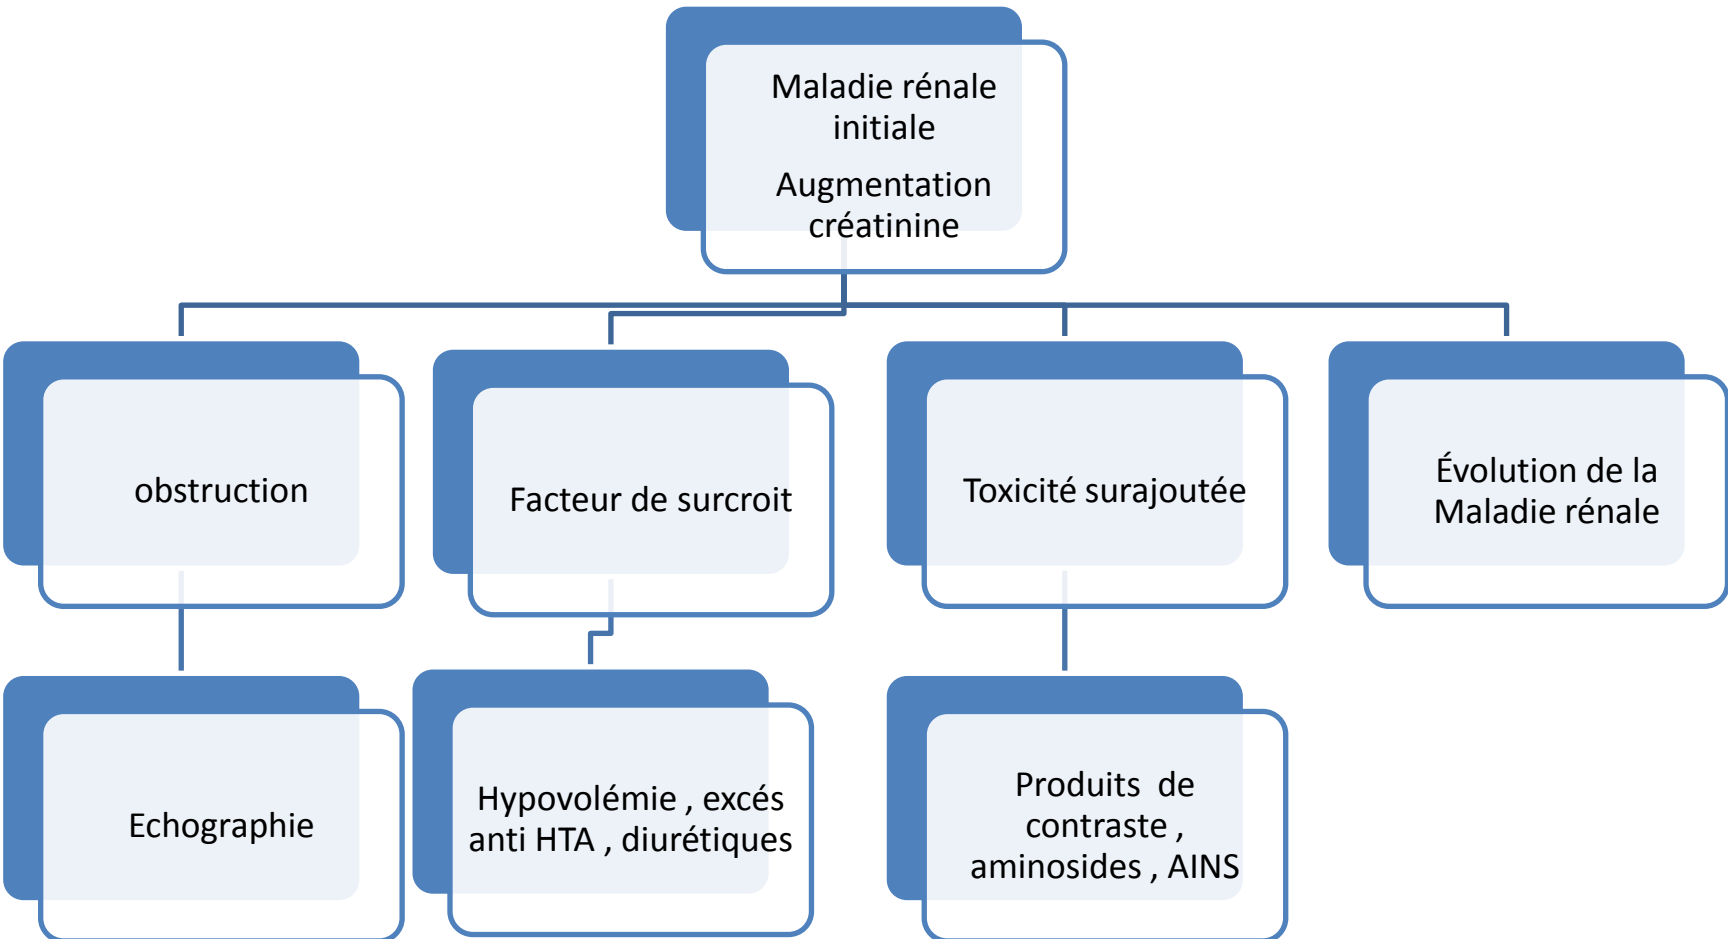 Maladie rénale
initiale
Augmentation
créatinine
obstruction
Facteur de surcroit
Toxicité surajoutée
Évolution de la
Maladie rénale
Echographie
Hypovolémie , excés
anti HTA , diurétiques
Produits  de
contraste ,
aminosides , AINS